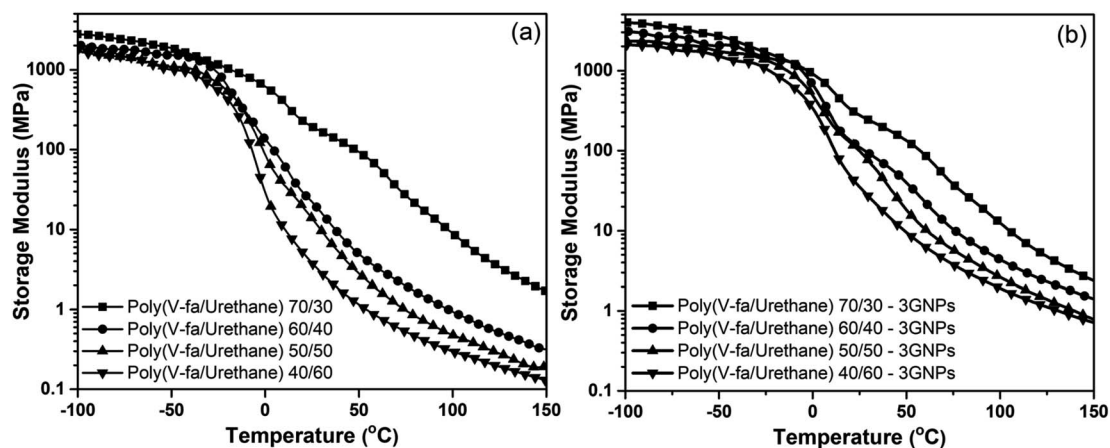 (a)
Storage Modulus (MPa)
1000
100
10
1
0.1
Poly(V-fa/Urethane) 70/30
Poly(V-fa/Urethane) 60/40
Poly(V-fa/Urethane) 50/50
Poly(V-fa/Urethane) 40/60
-100 -50 0 50 100 150
Temperature (°C)
(b)
Storage Modulus (MPa)
1000
100
10
1
0.1
Poly(V-fa/Urethane) 70/30 - 3GNPs
Poly(V-fa/Urethane) 60/40 - 3GNPs
Poly(V-fa/Urethane) 50/50 - 3GNPs
Poly(V-fa/Urethane) 40/60 - 3GNPs
-100 -50 0 50 100 150
Temperature (°C)